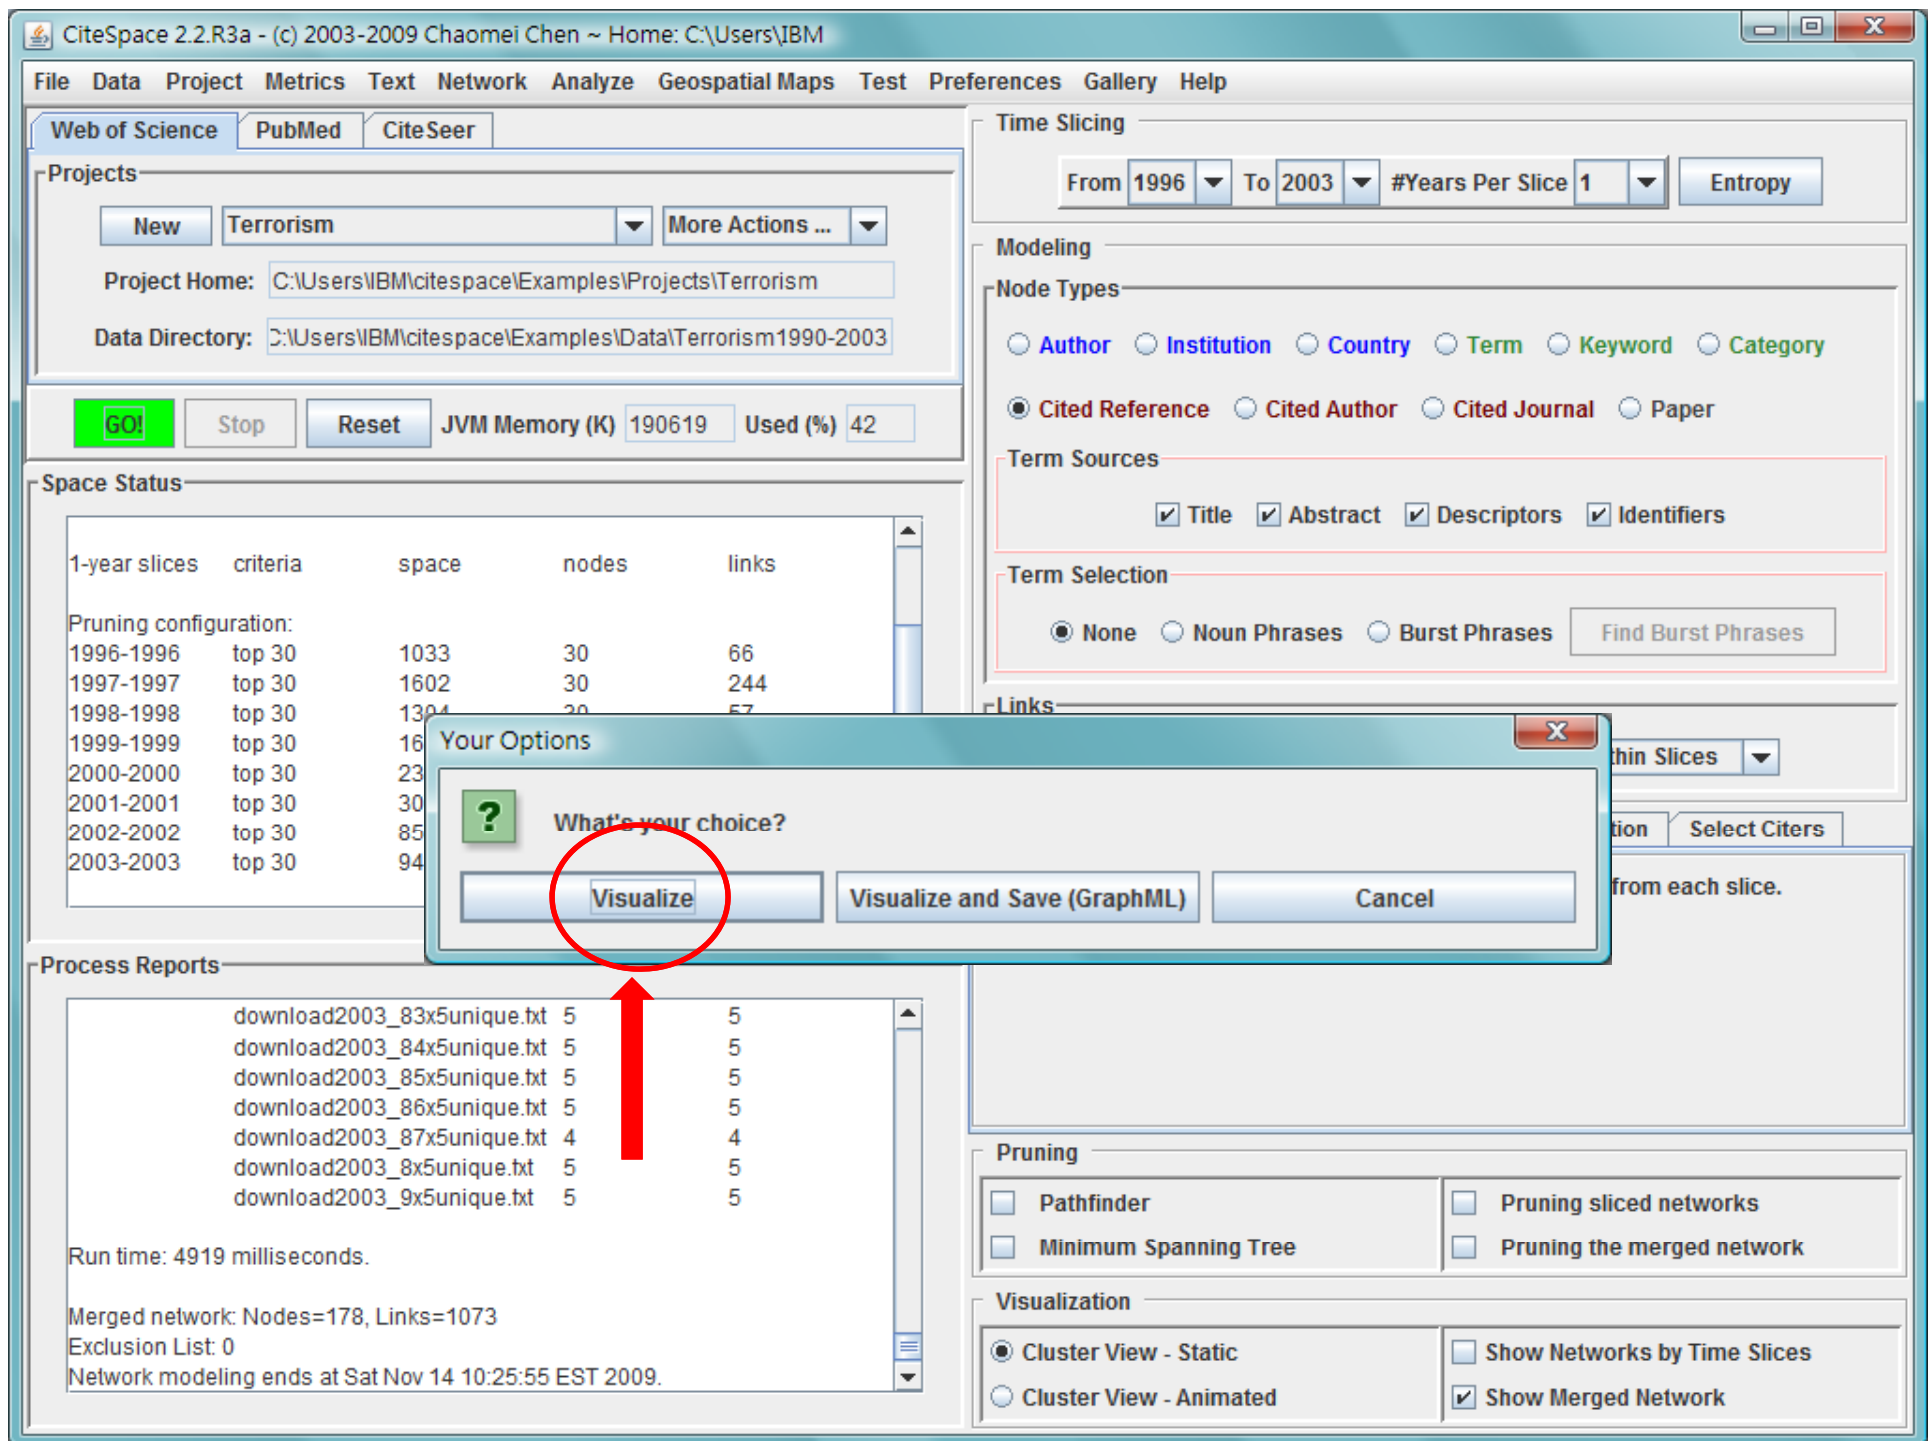 CiteSpace 2.2.R3a - (c) 2003-2009 Chaomei Chen ~ Home: C:\Users\IBM
File Data Project Metrics Text Network Analyze Geospatial Maps Test Preferences Gallery Help
Web of Science PubMed CiteSeer
Projects
New Terrorism More Actions ...
Project Home: C:\Users\IBM\citespace\Examples\Projects\Terrorism
Data Directory: C:\Users\IBM\citespace\Examples\Data\Terrorism1990-2003
GO! Stop Reset JVM Memory (K) 190619 Used (%) 42
Space Status
1-year slices criteria space nodes links
Pruning configuration:
1996-1996 top 30 1033 30 66
1997-1997 top 30 1602 30 244
1998-1998 top 30 1394 30 57
1999-1999 top 30 16
2000-2000 top 30 23
2001-2001 top 30 30
2002-2002 top 30 85
2003-2003 top 30 94
Process Reports
download2003_83x5unique.txt 5 5
download2003_84x5unique.txt 5 5
download2003_85x5unique.txt 5 5
download2003_86x5unique.txt 5 5
download2003_87x5unique.txt 4 4
download2003_8x5unique.txt 5 5
download2003_9x5unique.txt 5 5
Run time: 4919 milliseconds.
Merged network: Nodes=178, Links=1073
Exclusion List: 0
Network modeling ends at Sat Nov 14 10:25:55 EST 2009.
Your Options
What's your choice?
Visualize Visualize and Save (GraphML) Cancel
Time Slicing
From 1996 To 2003 #Years Per Slice 1 Entropy
Modeling
Node Types
Author Institution Country Term Keyword Category
Cited Reference Cited Author Cited Journal Paper
Term Sources
Title Abstract Descriptors Identifiers
Term Selection
None Noun Phrases Burst Phrases Find Burst Phrases
Links
thin Slices
tion Select Citers
from each slice.
Pruning
Pathfinder Pruning sliced networks
Minimum Spanning Tree Pruning the merged network
Visualization
Cluster View - Static Show Networks by Time Slices
Cluster View - Animated Show Merged Network